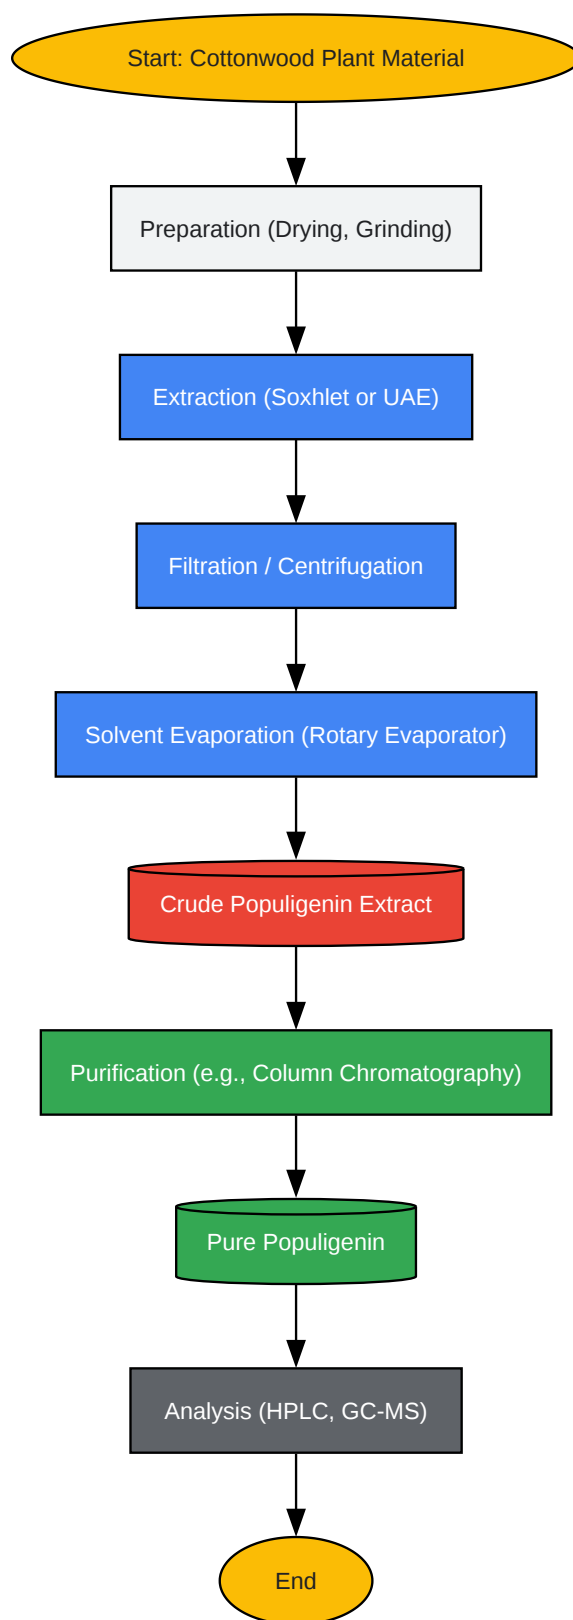 Start: Cottonwood Plant Material
Preparation (Drying, Grinding)
Extraction (Soxhlet or UAE)
Filtration / Centrifugation
Solvent Evaporation (Rotary Evaporator)
Crude Populigenin Extract
Purification (e.g., Column Chromatography)
Pure Populigenin
Analysis (HPLC, GC-MS)
End